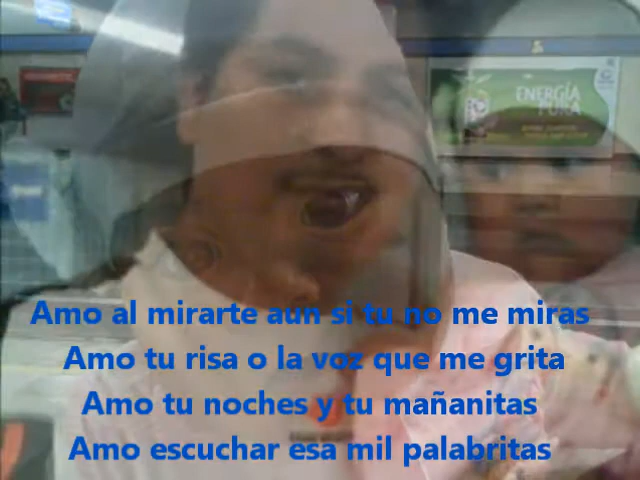 ENERGÍA
PURA
Amo al mirarte aun si tu no me miras
Amo tu risa o la voz que me grita
Amo tu noches y tu mañanitas
Amo escuchar esa mil palabritas